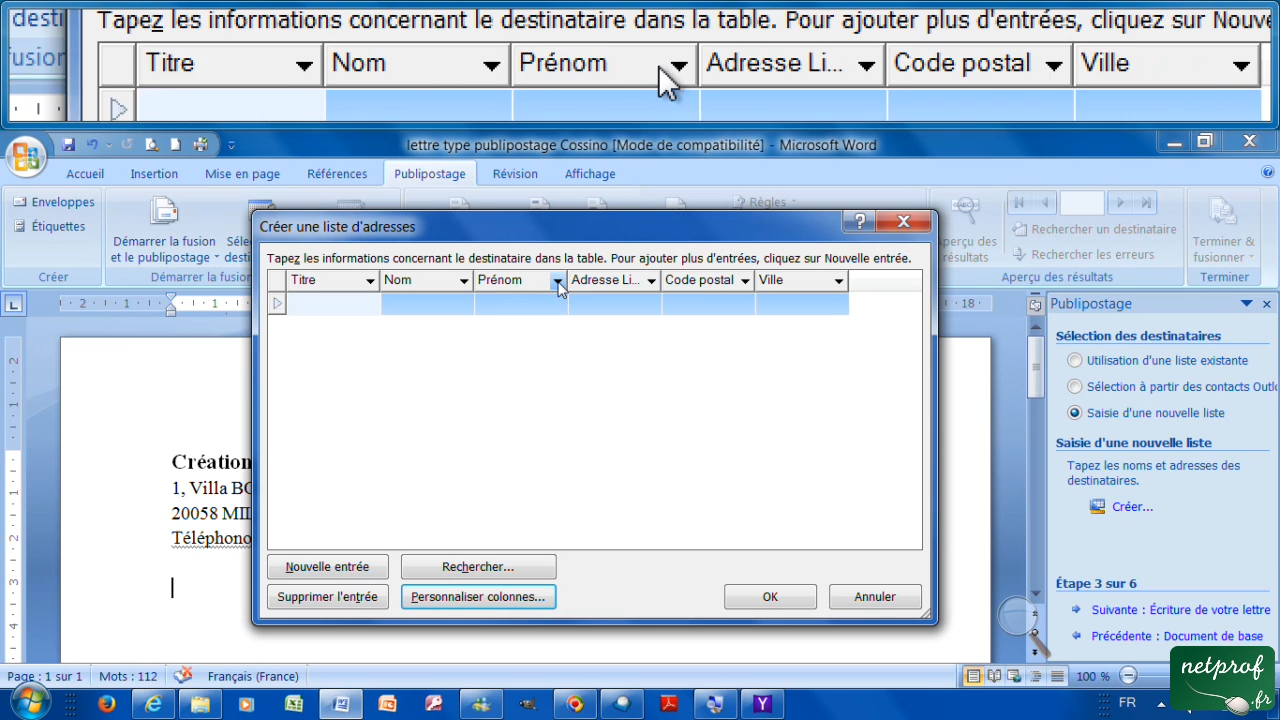 desti
Tapez les informations concernant le destinataire dans la table. Pour ajouter plus d'entrées, cliquez sur Nouve
fusion
Titre Nom Prénom Adresse Li... Code postal Ville
lettre type publipostage Cossino [Mode de compatibilité] - Microsoft Word
Accueil Insertion Mise en page Références Publipostage Révision Affichage
Enveloppes
Étiquettes
Créer
Démarrer la fusion
et le publipostage
Démarrer la fusion
Séle
desti
Règles
Aperçu des
résultats
Rechercher un destinataire
Rechercher les erreurs
Aperçu des résultats
Terminer &
fusionner
Terminer
Créer une liste d'adresses
Tapez les informations concernant le destinataire dans la table. Pour ajouter plus d'entrées, cliquez sur Nouvelle entrée.
Titre Nom Prénom Adresse Li... Code postal Ville
Nouvelle entrée Rechercher...
Supprimer l'entrée Personnaliser colonnes... OK Annuler
2 1 1 18
Création
1, Villa BO
20058 MIL
Téléphono
Publipostage
Sélection des destinataires
Utilisation d'une liste existante
Sélection à partir des contacts Outlo
Saisie d'une nouvelle liste
Saisie d'une nouvelle liste
Tapez les noms et adresses des
destinataires.
Créer...
Étape 3 sur 6
Suivante : Écriture de votre lettre
Précédente : Document de base
Page : 1 sur 1 Mots : 112 Français (France) 100 %
FR
netprof
.fr